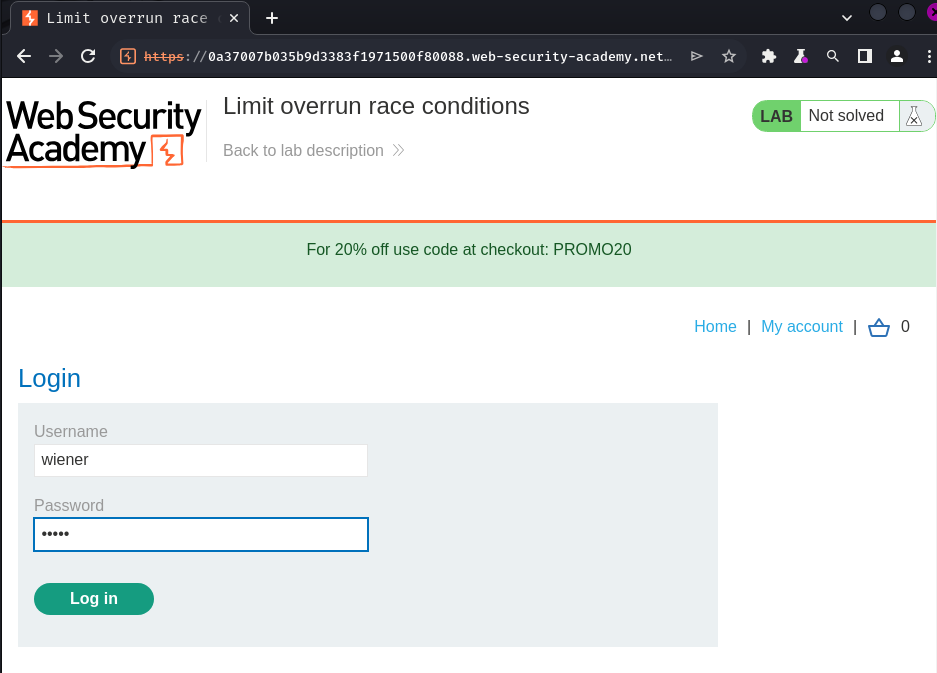 Limit overrun race
https://0a37007b035b9d3383f1971500f80088.web-security-academy.net...
Web Security
Academy
Limit overrun race conditions
Back to lab description
LAB Not solved
For 20% off use code at checkout: PROMO20
Home | My account | 0
Login
Username
wiener
Password
•••••
Log in